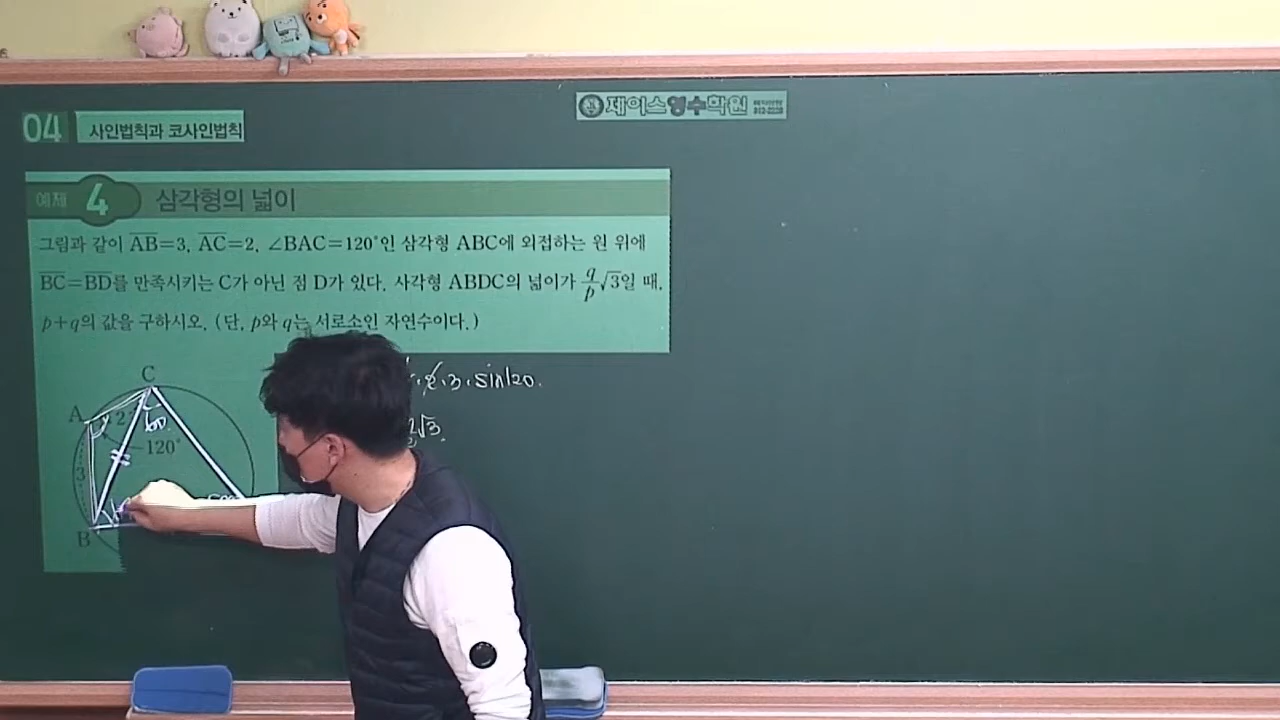 제이스영수학원
04 사인법칙과 코사인법칙
예제 4 삼각형의 넓이
그림과 같이 AB=3, AC=2, ∠BAC=120°인 삼각형 ABC에 외접하는 원 위에
BC=BD를 만족시키는 C가 아닌 점 D가 있다. 사각형 ABDC의 넓이가 q/p√3일 때,
p+q의 값을 구하시오. (단, p와 q는 서로소인 자연수이다.)
C
2·3·sin120.
A
2
60
√3
120°
3
B